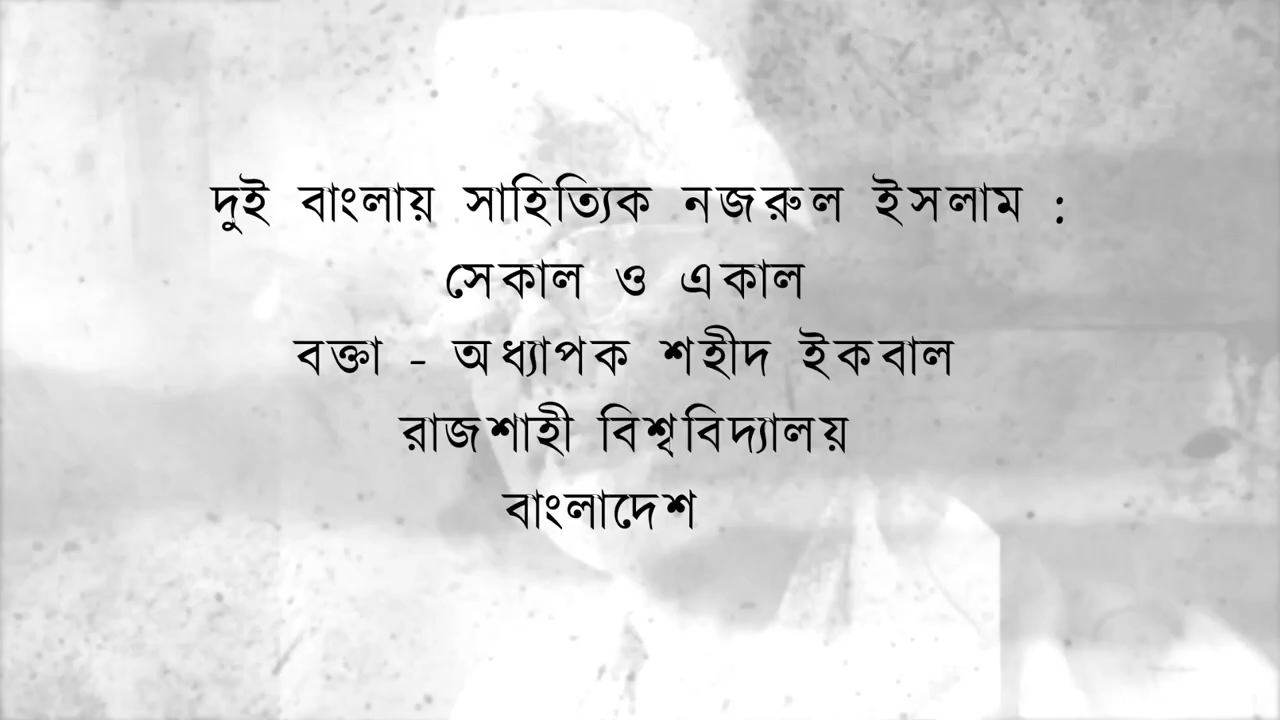 দুই বাংলায় সাহিত্যিক নজরুল ইসলাম :
সেকাল ও একাল
বক্তা - অধ্যাপক শহীদ ইকবাল
রাজশাহী বিশ্ববিদ্যালয়
বাংলাদেশ